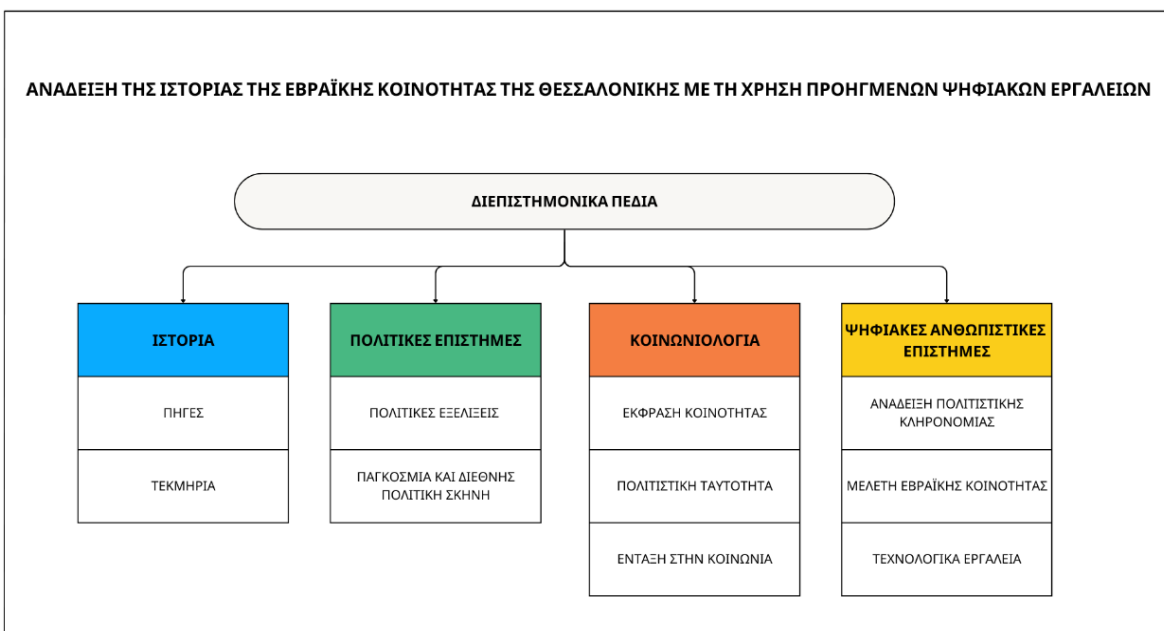 ΑΝΑΔΕΙΞΗ ΤΗΣ ΙΣΤΟΡΙΑΣ ΤΗΣ ΕΒΡΑΪΚΗΣ ΚΟΙΝΟΤΗΤΑΣ ΤΗΣ ΘΕΣΣΑΛΟΝΙΚΗΣ ΜΕ ΤΗ ΧΡΗΣΗ ΠΡΟΗΓΜΕΝΩΝ ΨΗΦΙΑΚΩΝ ΕΡΓΑΛΕΙΩΝ
ΔΙΕΠΙΣΤΗΜΟΝΙΚΑ ΠΕΔΙΑ
ΙΣΤΟΡΙΑ
ΠΗΓΕΣ
ΤΕΚΜΗΡΙΑ
ΠΟΛΙΤΙΚΕΣ ΕΠΙΣΤΗΜΕΣ
ΠΟΛΙΤΙΚΕΣ ΕΞΕΛΙΞΕΙΣ
ΠΑΓΚΟΣΜΙΑ ΚΑΙ ΔΙΕΘΝΗΣ
ΠΟΛΙΤΙΚΗ ΣΚΗΝΗ
ΚΟΙΝΩΝΙΟΛΟΓΙΑ
ΕΚΦΡΑΣΗ ΚΟΙΝΟΤΗΤΑΣ
ΠΟΛΙΤΙΣΤΙΚΗ ΤΑΥΤΟΤΗΤΑ
ΕΝΤΑΞΗ ΣΤΗΝ ΚΟΙΝΩΝΙΑ
ΨΗΦΙΑΚΕΣ ΑΝΘΩΠΙΣΤΙΚΕΣ
ΕΠΙΣΤΗΜΕΣ
ΑΝΑΔΕΙΞΗ ΠΟΛΙΤΙΣΤΙΚΗΣ
ΚΛΗΡΟΝΟΜΙΑΣ
ΜΕΛΕΤΗ ΕΒΡΑΪΚΗΣ ΚΟΙΝΟΤΗΤΑΣ
ΤΕΧΝΟΛΟΓΙΚΑ ΕΡΓΑΛΕΙΑ